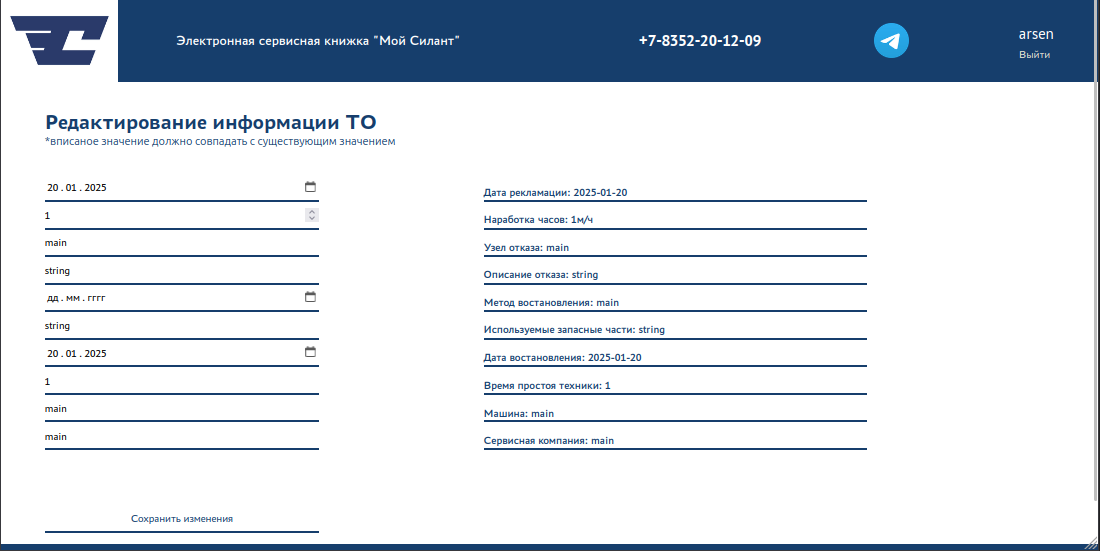 Электронная сервисная книжка "Мой Силант"
+7-8352-20-12-09
arsen
Выйти
Редактирование информации ТО
*вписаное значение должно совпадать с существующим значением
20 . 01 . 2025
Дата рекламации: 2025-01-20
1
Наработка часов: 1м/ч
main
Узел отказа: main
string
Описание отказа: string
дд . мм . гггг
Метод востановления: main
string
Используемые запасные части: string
20 . 01 . 2025
Дата востановления: 2025-01-20
1
Время простоя техники: 1
main
Машина: main
main
Сервисная компания: main
Сохранить изменения